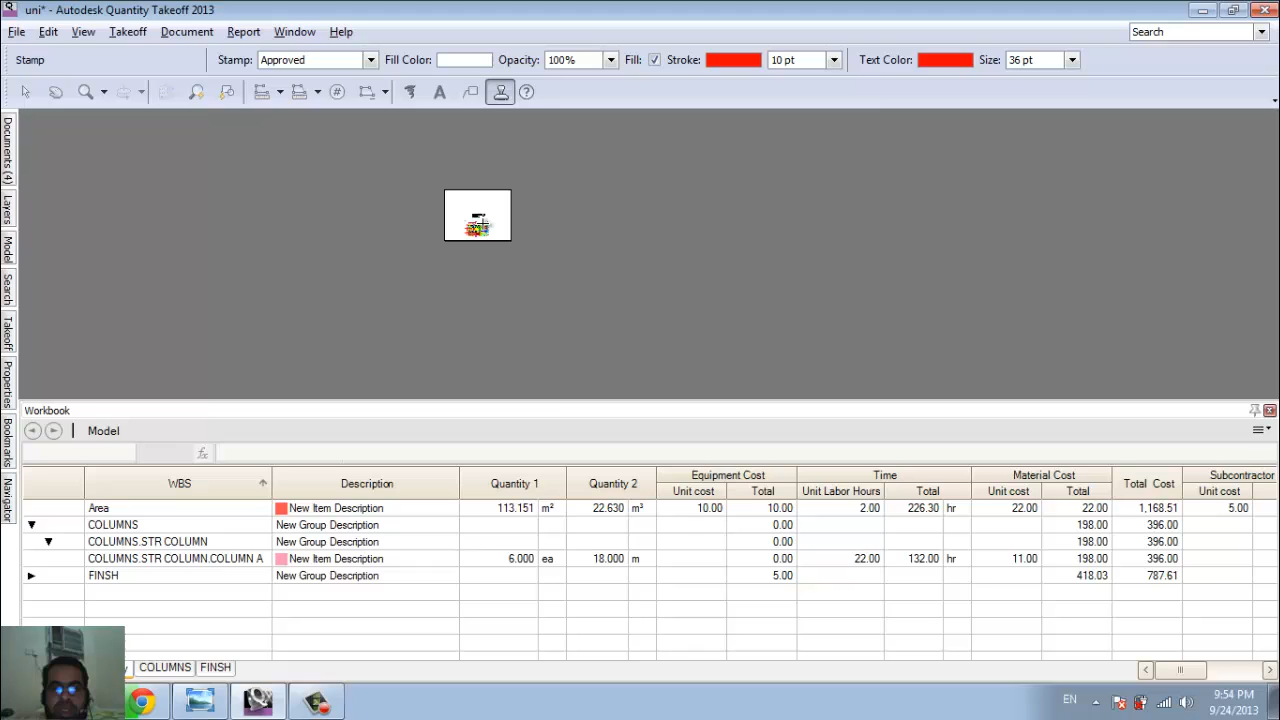 uni* - Autodesk Quantity Takeoff 2013
File Edit View Takeoff Document Report Window Help Search
Stamp Stamp: Approved Fill Color: Opacity: 100% Fill: Stroke: 10 pt Text Color: Size: 36 pt
Documents (4)
Layers
Model
Search
Takeoff
Properties
Bookmarks
Navigator
Workbook
Model
fx
WBS Description Quantity 1 Quantity 2 Equipment Cost Time Material Cost Total Cost Subcontractor
Unit cost Total Unit Labor Hours Total Unit cost Total Unit cost
Area New Item Description 113.151 m² 22.630 m³ 10.00 10.00 2.00 226.30 hr 22.00 22.00 1,168.51 5.00
COLUMNS New Group Description 0.00 198.00 396.00
COLUMNS.STR COLUMN New Group Description 0.00 198.00 396.00
COLUMNS.STR COLUMN.COLUMN A New Item Description 6.000 ea 18.000 m 0.00 22.00 132.00 hr 11.00 198.00 396.00
FINSH New Group Description 5.00 418.03 787.61
COLUMNS FINSH
EN 9:54 PM
9/24/2013